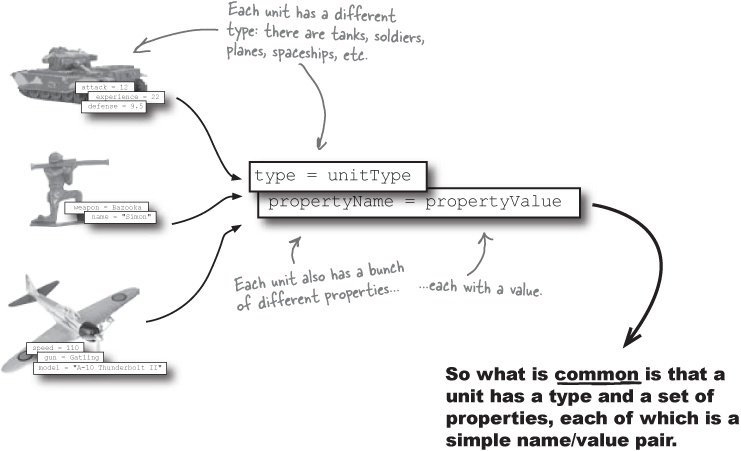 Each unit has a different
type: there are tanks, soldiers,
planes, spaceships, etc.
attack = 12
experience = 22
defense = 9.5
type = unitType
propertyName = propertyValue
weapon = Bazooka
name = "Simon"
Each unit also has a bunch
of different properties...
...each with a value.
speed = 110
gun = Gatling
model = "A-10 Thunderbolt II"
So what is common is that a
unit has a type and a set of
properties, each of which is a
simple name/value pair.